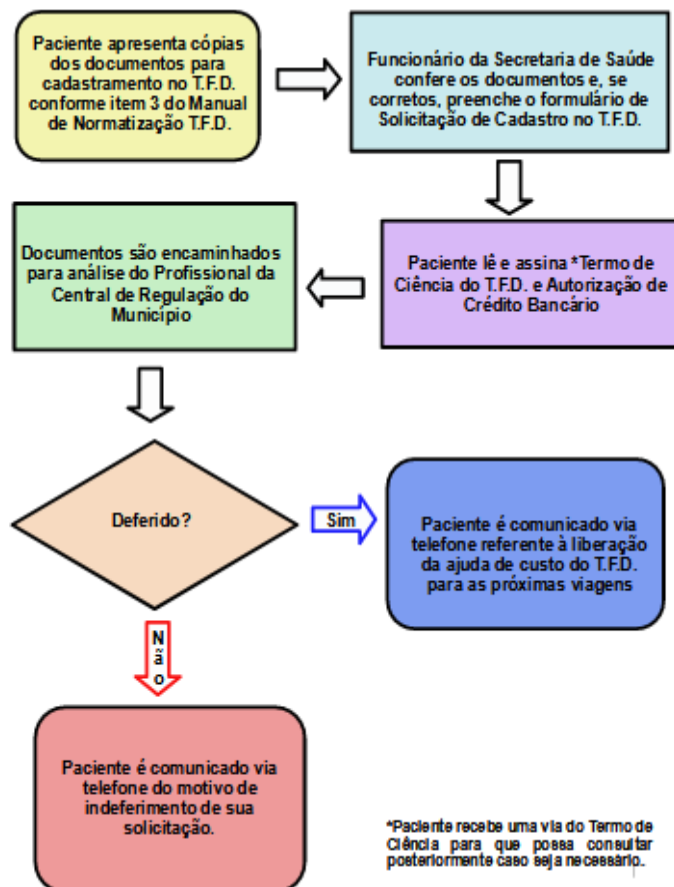 Paciente apresenta cópias
dos documentos para
cadastramento no T.F.D.
conforme item 3 do Manual
de Normatização T.F.D.
Funcionário da Secretaria de Saúde
confere os documentos e, se
corretos, preenche o formulário de
Solicitação de Cadastro no T.F.D.
Paciente lê e assina *Termo de
Ciência do T.F.D. e Autorização de
Crédito Bancário
Documentos são encaminhados
para análise do Profissional da
Central de Regulação do
Município
Deferido?
Sim
Paciente é comunicado via
telefone referente à liberação
da ajuda de custo do T.F.D.
para as próximas viagens
N
ã
o
Paciente é comunicado via
telefone do motivo de
indeferimento de sua
solicitação.
*Paciente recebe uma via do Termo de
Ciência para que possa consultar
posteriormente caso seja necessário.